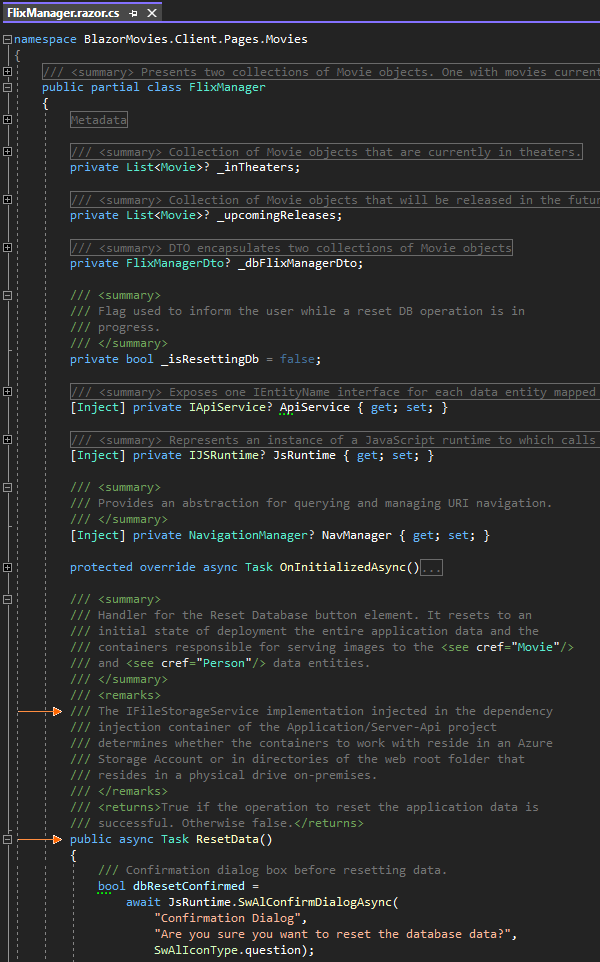 FlixManager.razor.cs
namespace BlazorMovies.Client.Pages.Movies
{
/// <summary> Presents two collections of Movie objects. One with movies current
public partial class FlixManager
{
Metadata
/// <summary> Collection of Movie objects that are currently in theaters.
private List<Movie>? _inTheaters;
/// <summary> Collection of Movie objects that will be released in the futur
private List<Movie>? _upcomingReleases;
/// <summary> DTO encapsulates two collections of Movie objects
private FlixManagerDto? _dbFlixManagerDto;
/// <summary>
/// Flag used to inform the user while a reset DB operation is in
/// progress.
/// </summary>
private bool _isResettingDb = false;
/// <summary> Exposes one IEntityName interface for each data entity mapped
[Inject] private IApiService? ApiService { get; set; }
/// <summary> Represents an instance of a JavaScript runtime to which calls
[Inject] private IJSRuntime? JsRuntime { get; set; }
/// <summary>
/// Provides an abstraction for querying and managing URI navigation.
/// </summary>
[Inject] private NavigationManager? NavManager { get; set; }
protected override async Task OnInitializedAsync()...
/// <summary>
/// Handler for the Reset Database button element. It resets to an
/// initial state of deployment the entire application data and the
/// containers responsible for serving images to the <see cref="Movie"/>
/// and <see cref="Person"/> data entities.
/// </summary>
/// <remarks>
/// The IFileStorageService implementation injected in the dependency
/// injection container of the Application/Server-Api project
/// determines whether the containers to work with reside in an Azure
/// Storage Account or in directories of the web root folder that
/// resides in a physical drive on-premises.
/// </remarks>
/// <returns>True if the operation to reset the application data is
/// successful. Otherwise false.</returns>
public async Task ResetData()
{
/// Confirmation dialog box before resetting data.
bool dbResetConfirmed =
await JsRuntime.SwAlConfirmDialogAsync(
"Confirmation Dialog",
"Are you sure you want to reset the database data?",
SwAlIconType.question);